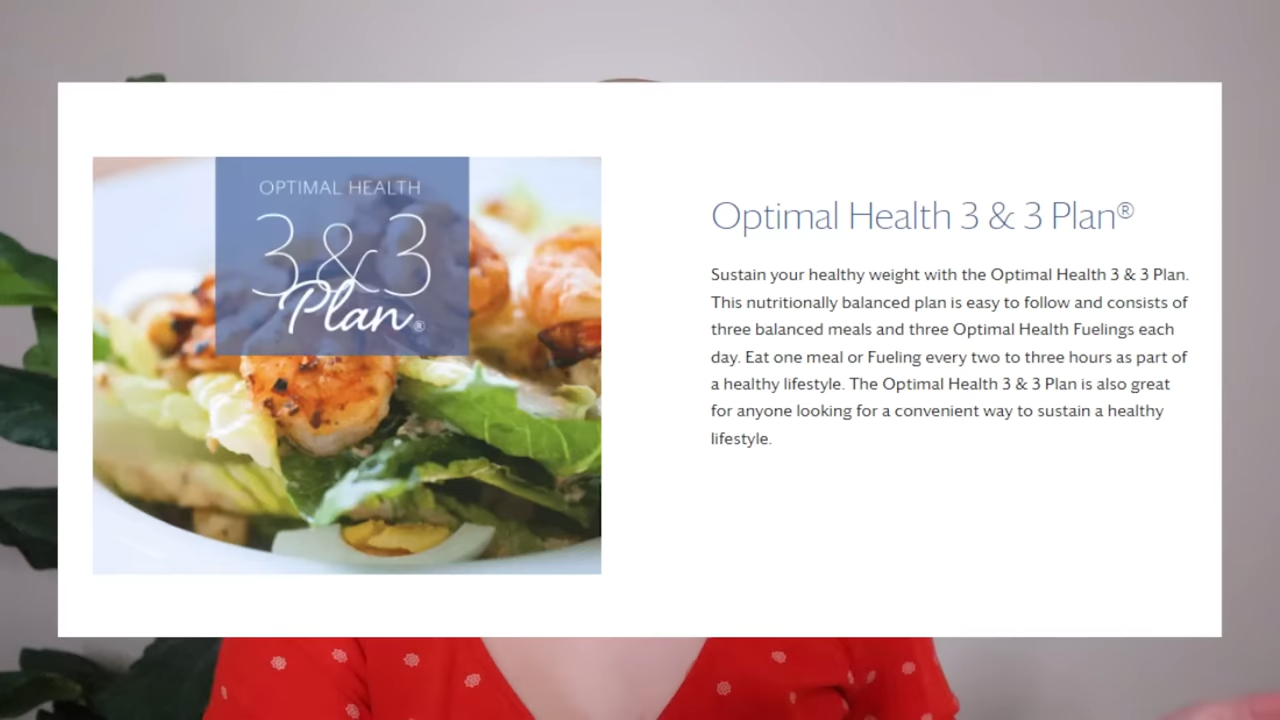 OPTIMAL HEALTH
3 & 3
Plan®
Optimal Health 3 & 3 Plan®
Sustain your healthy weight with the Optimal Health 3 & 3 Plan.
This nutritionally balanced plan is easy to follow and consists of
three balanced meals and three Optimal Health Fuelings each
day. Eat one meal or Fueling every two to three hours as part of
a healthy lifestyle. The Optimal Health 3 & 3 Plan is also great
for anyone looking for a convenient way to sustain a healthy
lifestyle.